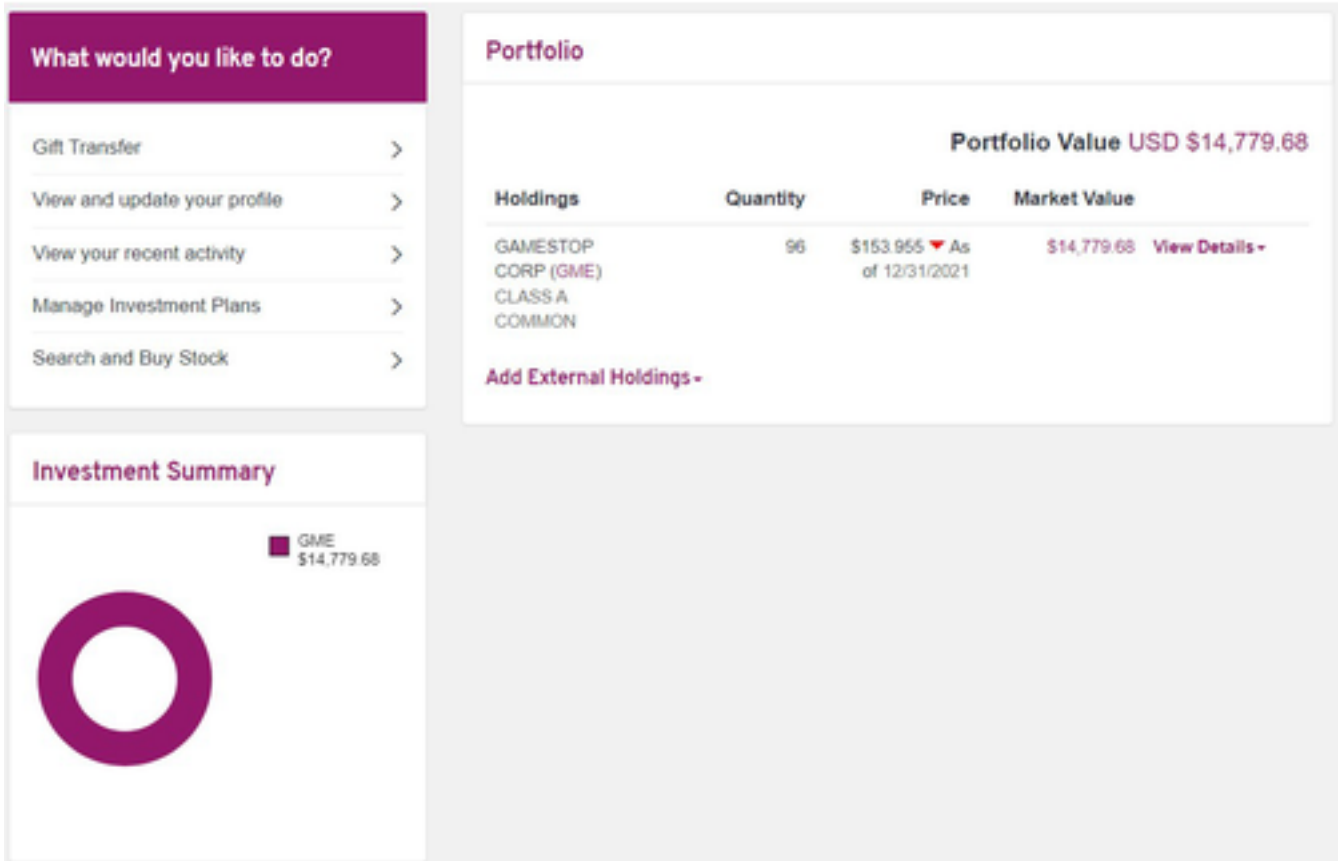 What would you like to do?
Gift Transfer
View and update your profile
View your recent activity
Manage Investment Plans
Search and Buy Stock
Portfolio
Portfolio Value USD $14,779.68
Holdings Quantity Price Market Value
GAMESTOP 96 $153.955 ▼ As $14,779.68 View Details
CORP (GME) of 12/31/2021
CLASS A
COMMON
Add External Holdings
Investment Summary
GME
$14,779.68